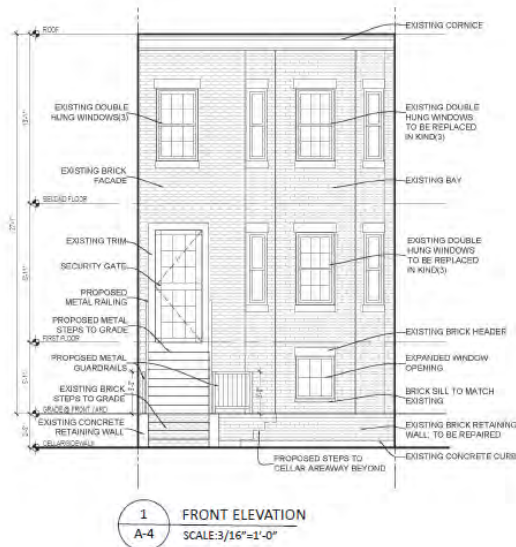 ROOF
EXISTING CORNICE
EXISTING DOUBLE
HUNG WINDOWS(3)
EXISTING DOUBLE
HUNG WINDOWS
TO BE REPLACED
IN KIND(3)
EXISTING BRICK
FACADE
EXISTING BAY
SECOND FLOOR
EXISTING TRIM
SECURITY GATE
EXISTING DOUBLE
HUNG WINDOWS
TO BE REPLACED
IN KIND(3)
PROPOSED
METAL RAILING
PROPOSED METAL
STEPS TO GRADE
FIRST FLOOR
EXISTING BRICK HEADER
PROPOSED METAL
GUARDRAILS
EXPANDED WINDOW
OPENING
EXISTING BRICK
STEPS TO GRADE
BRICK SILL TO MATCH
EXISTING
GRADE@ FRONT YARD
EXISTING CONCRETE
RETAINING WALL
EXISTING BRICK RETAINING
WALL; TO BE REPAIRED
CELLAR/SIDEWALK
PROPOSED STEPS TO
CELLAR AREAWAY BEYOND
EXISTING CONCRETE CURB
1
A-4
FRONT ELEVATION
SCALE:3/16"=1'-0"